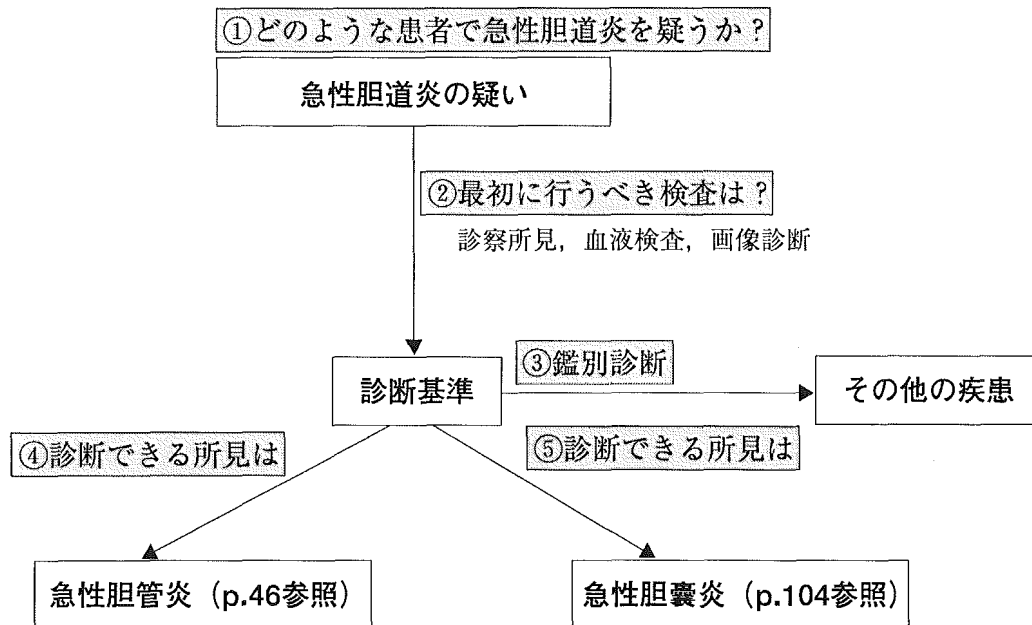 ①どのような患者で急性胆道炎を疑うか？
急性胆道炎の疑い
②最初に行うべき検査は？
診察所見，血液検査，画像診断
③鑑別診断
診断基準
その他の疾患
④診断できる所見は
⑤診断できる所見は
急性胆管炎（p.46参照）
急性胆嚢炎（p.104参照）